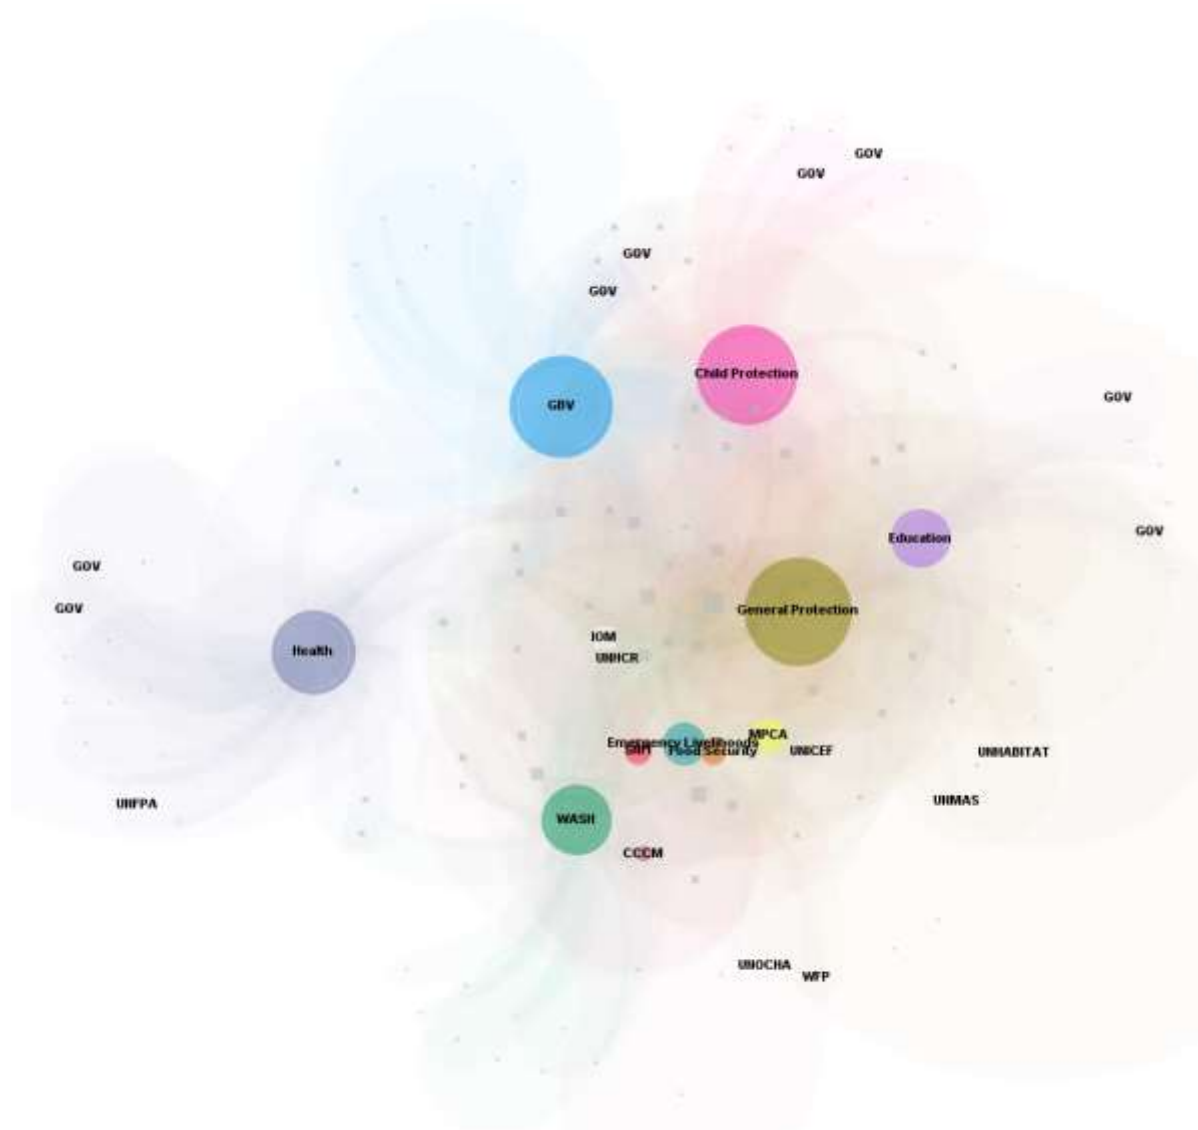 GOV
GOV
GOV
GOV
Child Protection
GOV
GBV
GOV
Education
GOV
GOV
General Protection
IOM
Health
UNHCR
MPCA
Emergency Livelihoods
Food Security
UNICEF
UNHABITAT
UNMAS
UNFPA
WASH
CCCM
UNOCHA
WFP